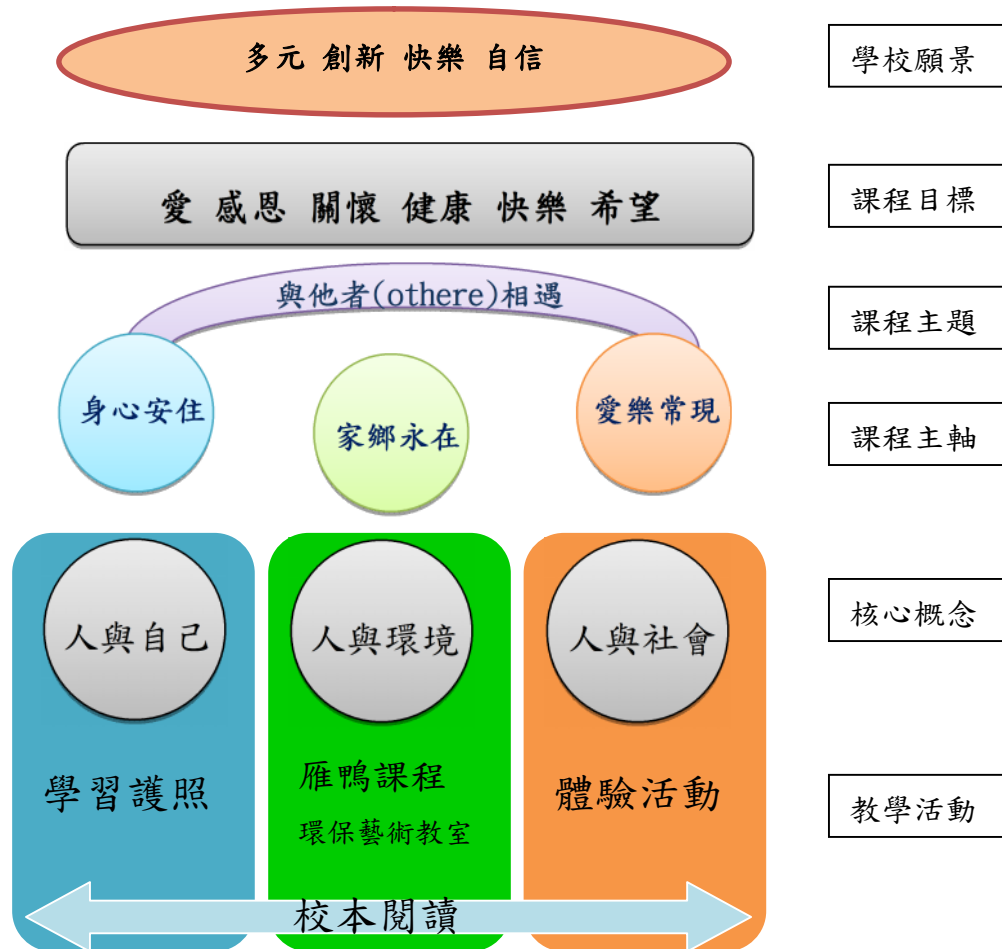 多元 創新 快樂 自信
學校願景
愛 感恩 關懷 健康 快樂 希望
課程目標
與他者(othere)相遇
課程主題
身心安住
家鄉永在
愛樂常現
課程主軸
人與自己
人與環境
人與社會
核心概念
學習護照
雁鴨課程
環保藝術教室
體驗活動
教學活動
校本閱讀